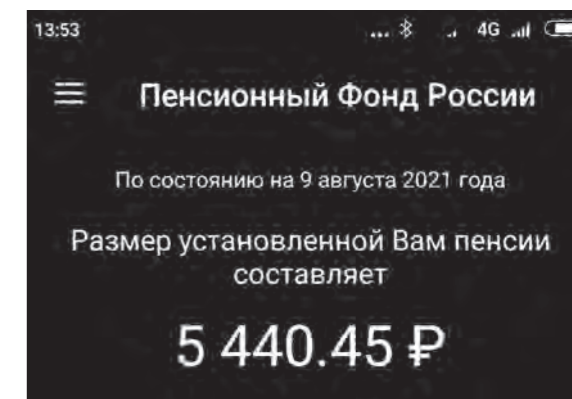 13:53 ... 4G
Пенсионный Фонд России
По состоянию на 9 августа 2021 года
Размер установленной Вам пенсии
составляет
5 440.45 ₽